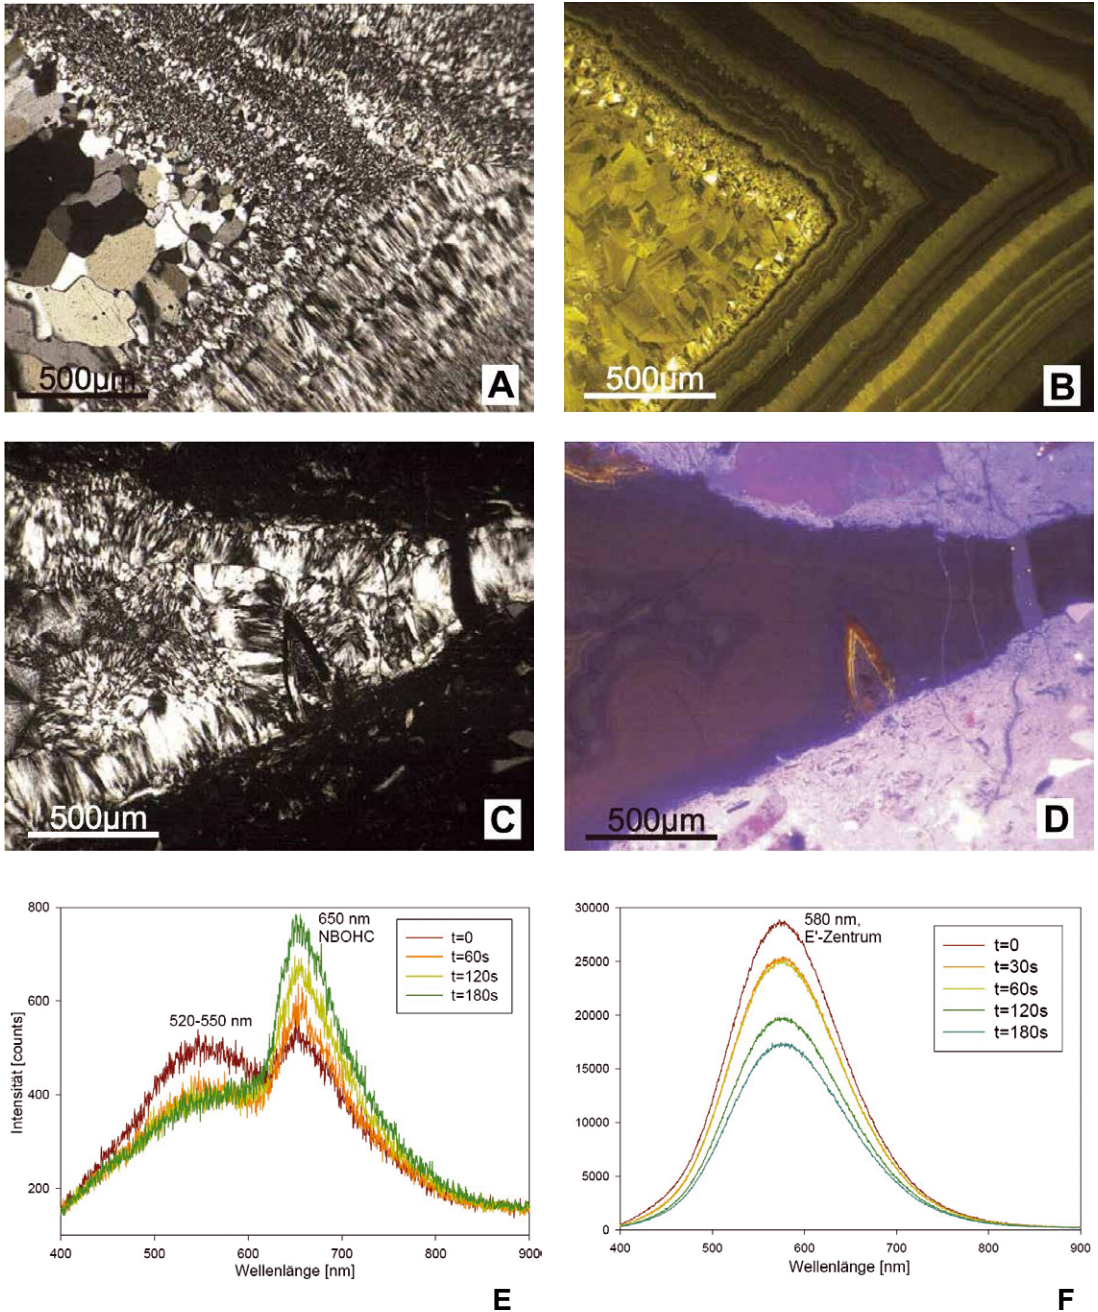 500µm
A
500µm
B
500µm
C
500µm
D
800
600
400
200
Intensität [counts]
520-550 nm
650 nm
NBOHC
t=0
t=60s
t=120s
t=180s
400
500
600
700
800
900
Wellenlänge [nm]
E
30000
25000
20000
15000
10000
5000
0
580 nm,
E'-Zentrum
t=0
t=30s
t=60s
t=120s
t=180s
400
500
600
700
800
900
Wellenlänge [nm]
F